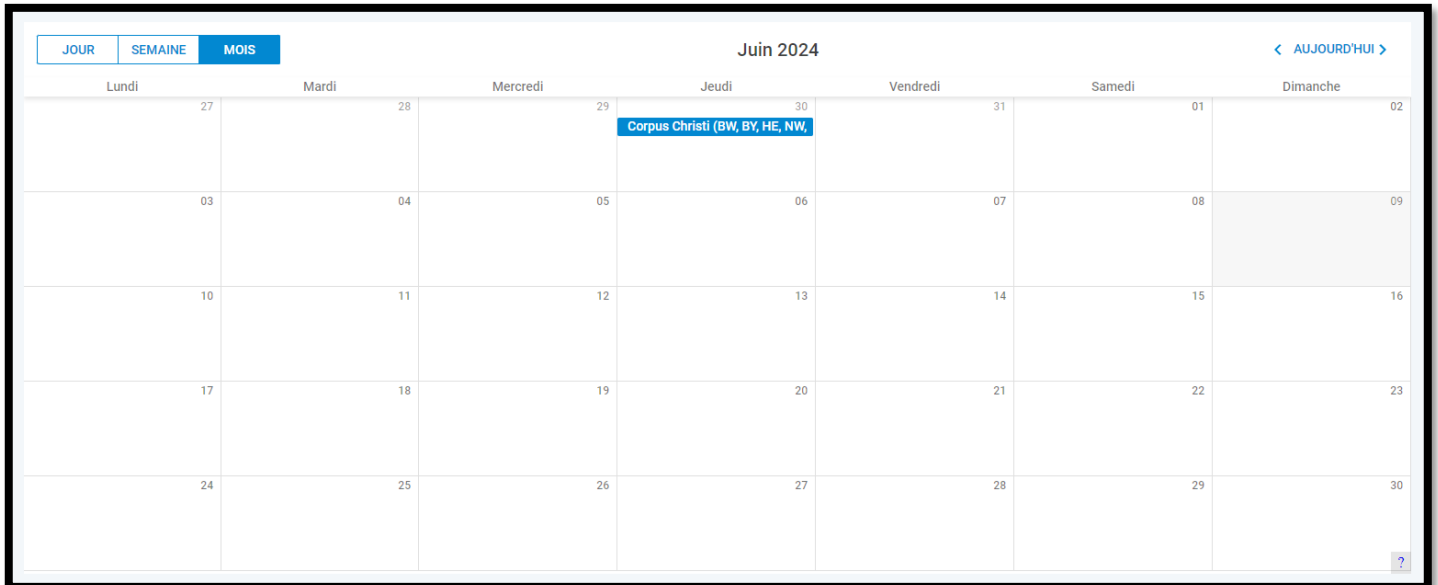 JOUR SEMAINE MOIS Juin 2024 AUJOURD'HUI
Lundi Mardi Mercredi Jeudi Vendredi Samedi Dimanche
27 28 29 30 31 01 02
Corpus Christi (BW, BY, HE, NW,
03 04 05 06 07 08 09
10 11 12 13 14 15 16
17 18 19 20 21 22 23
24 25 26 27 28 29 30
?